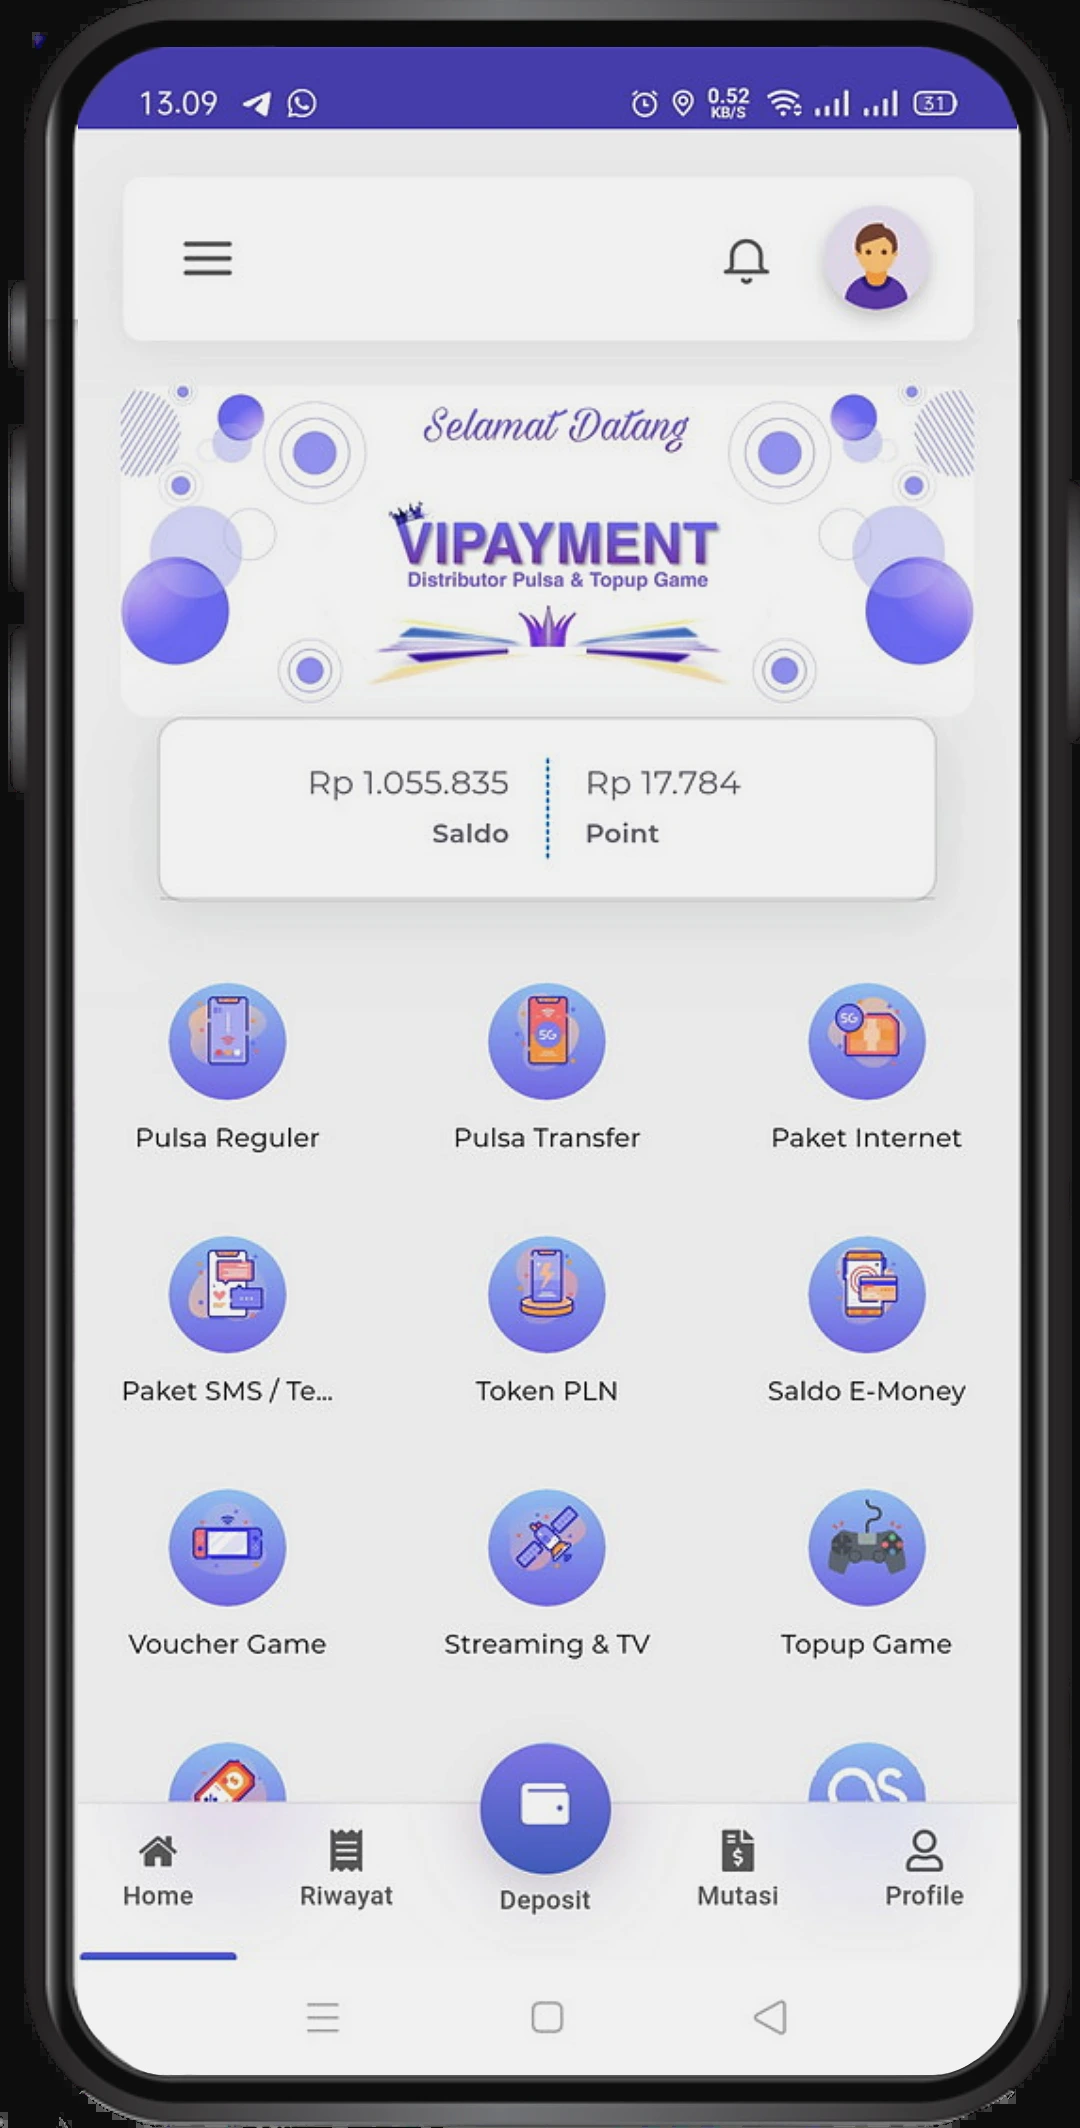 13.09
0.52
KB/S
31
Selamat Datang
VIPAYMENT
Distributor Pulsa & Topup Game
Rp 1.055.835
Saldo
Rp 17.784
Point
5G
5G
Pulsa Reguler
Pulsa Transfer
Paket Internet
Paket SMS / Te...
Token PLN
Saldo E-Money
Voucher Game
Streaming & TV
Topup Game
Home
Riwayat
Deposit
Mutasi
Profile